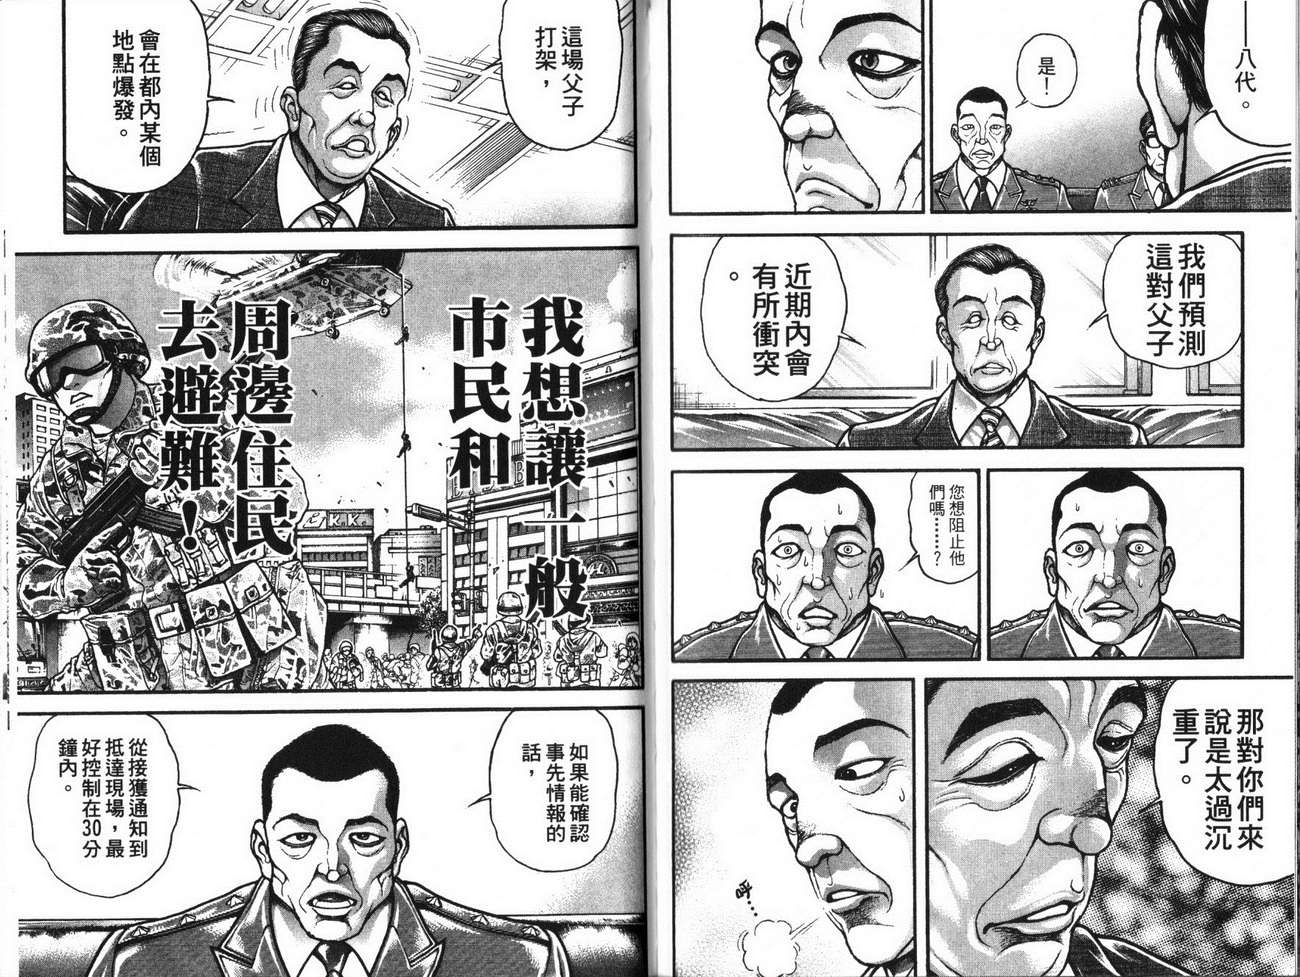 ——八代。
是！
我們預測
這對父子
近期內會
有所衝突
。
您想阻止他
們嗎……？
那對你們來
說是太過沉
重了。
呼…
這場父子
打架，
會在都內某個
地點爆發。
我想讓一般
市民和
周邊住民
去避難！
K.K.
如果能確認
事先情報的
話，
從接獲通知到
抵達現場，最
好控制在30分
鐘內。